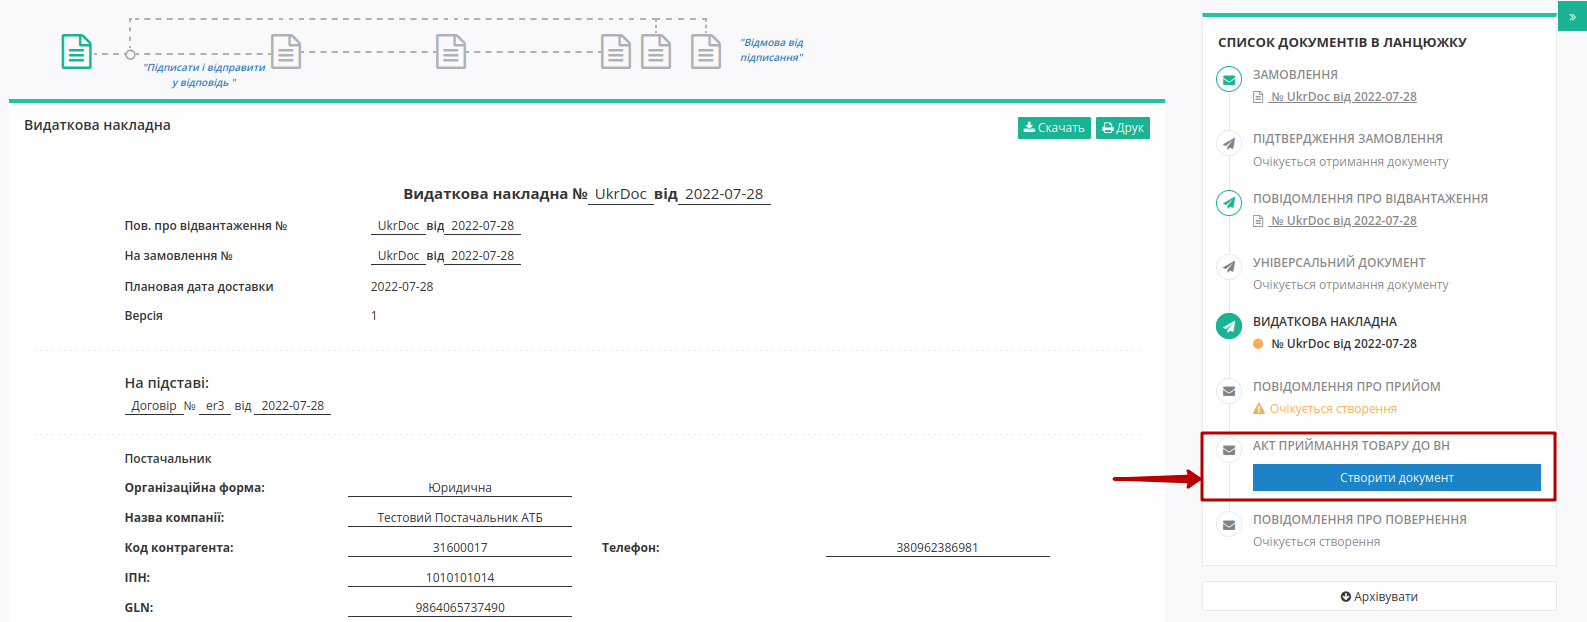 "Підписати і відправити
у відповідь "
"Відмова від
підписання"
Видаткова накладна
Скачать
Друк
Видаткова накладна № UkrDoc від 2022-07-28
Пов. про відвантаження № UkrDoc від 2022-07-28
На замовлення № UkrDoc від 2022-07-28
Плановая дата доставки 2022-07-28
Версія 1
На підставі:
Договір № er3 від 2022-07-28
Постачальник
Організаційна форма: Юридична
Назва компанії: Тестовий Постачальник АТБ
Код контрагента: 31600017 Телефон: 380962386981
ІПН: 1010101014
GLN: 9864065737490
»
СПИСОК ДОКУМЕНТІВ В ЛАНЦЮЖКУ
ЗАМОВЛЕННЯ
№ UkrDoc від 2022-07-28
ПІДТВЕРДЖЕННЯ ЗАМОВЛЕННЯ
Очікується отримання документу
ПОВІДОМЛЕННЯ ПРО ВІДВАНТАЖЕННЯ
№ UkrDoc від 2022-07-28
УНІВЕРСАЛЬНИЙ ДОКУМЕНТ
Очікується отримання документу
ВИДАТКОВА НАКЛАДНА
№ UkrDoc від 2022-07-28
ПОВІДОМЛЕННЯ ПРО ПРИЙОМ
Очікується створення
АКТ ПРИЙМАННЯ ТОВАРУ ДО ВН
Створити документ
ПОВІДОМЛЕННЯ ПРО ПОВЕРНЕННЯ
Очікується створення
Архівувати